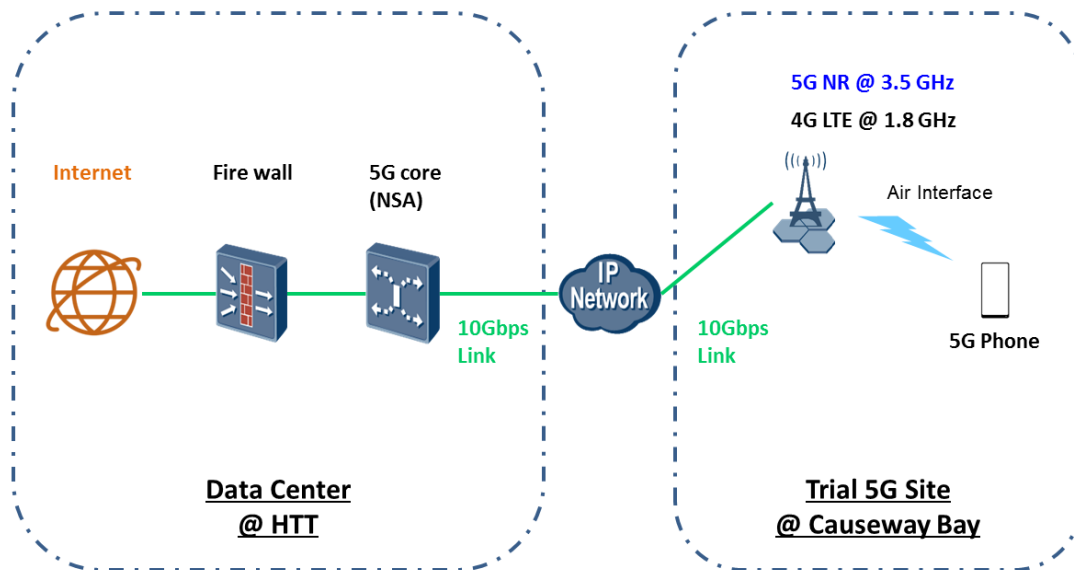 5G NR @ 3.5 GHz
4G LTE @ 1.8 GHz
Internet
Fire wall
5G core
(NSA)
Air Interface
IP
Network
10Gbps
Link
10Gbps
Link
5G Phone
Data Center
@ HTT
Trial 5G Site
@ Causeway Bay